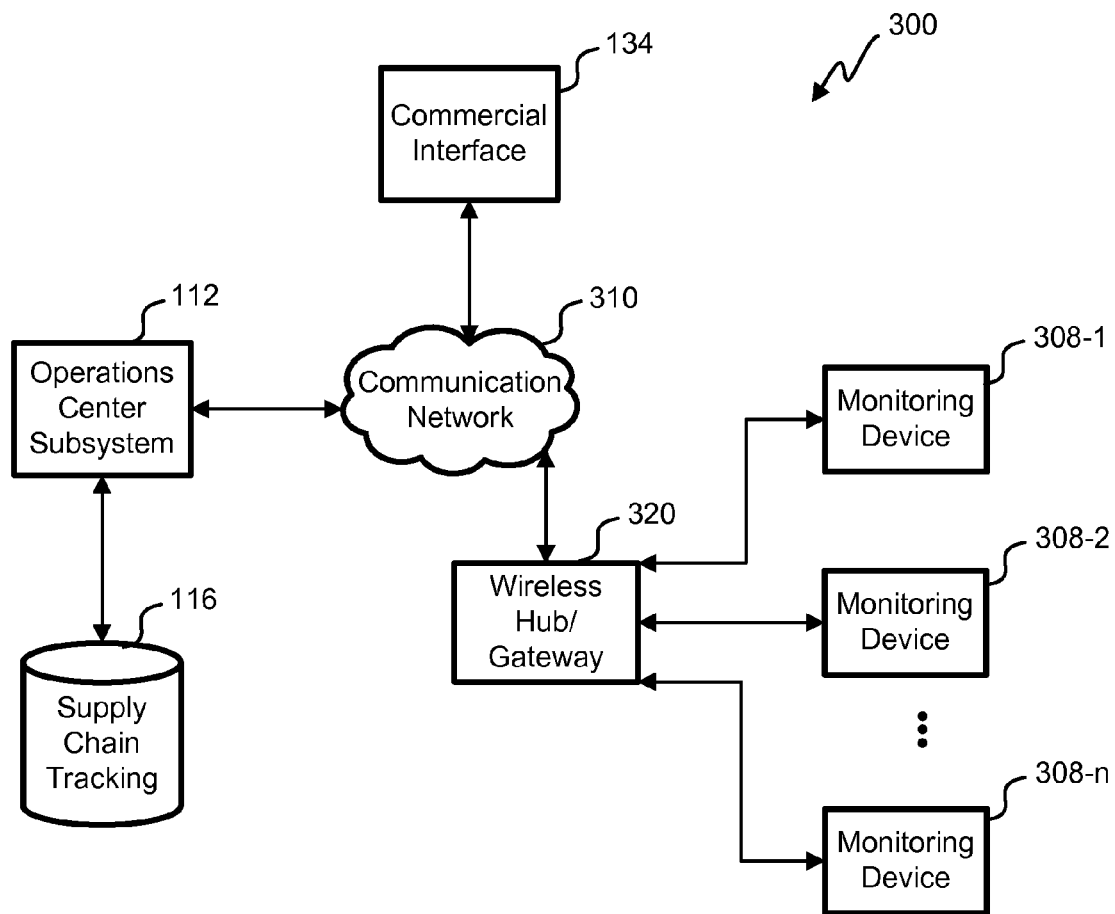 300
134
Commercial
Interface
112
310
Operations
Center
Subsystem
Communication
Network
308-1
Monitoring
Device
320
Wireless
Hub/
Gateway
308-2
Monitoring
Device
116
Supply
Chain
Tracking
308-n
Monitoring
Device